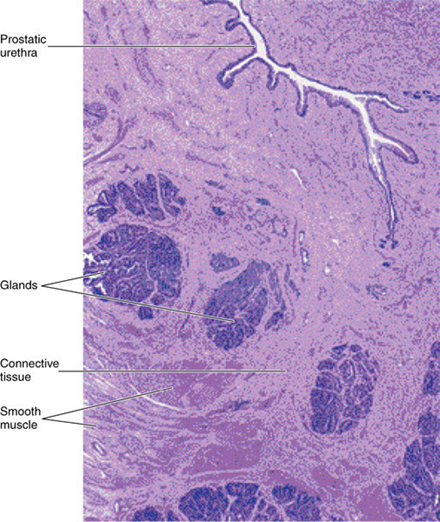 Prostatic
urethra
Glands
Connective
tissue
Smooth
muscle